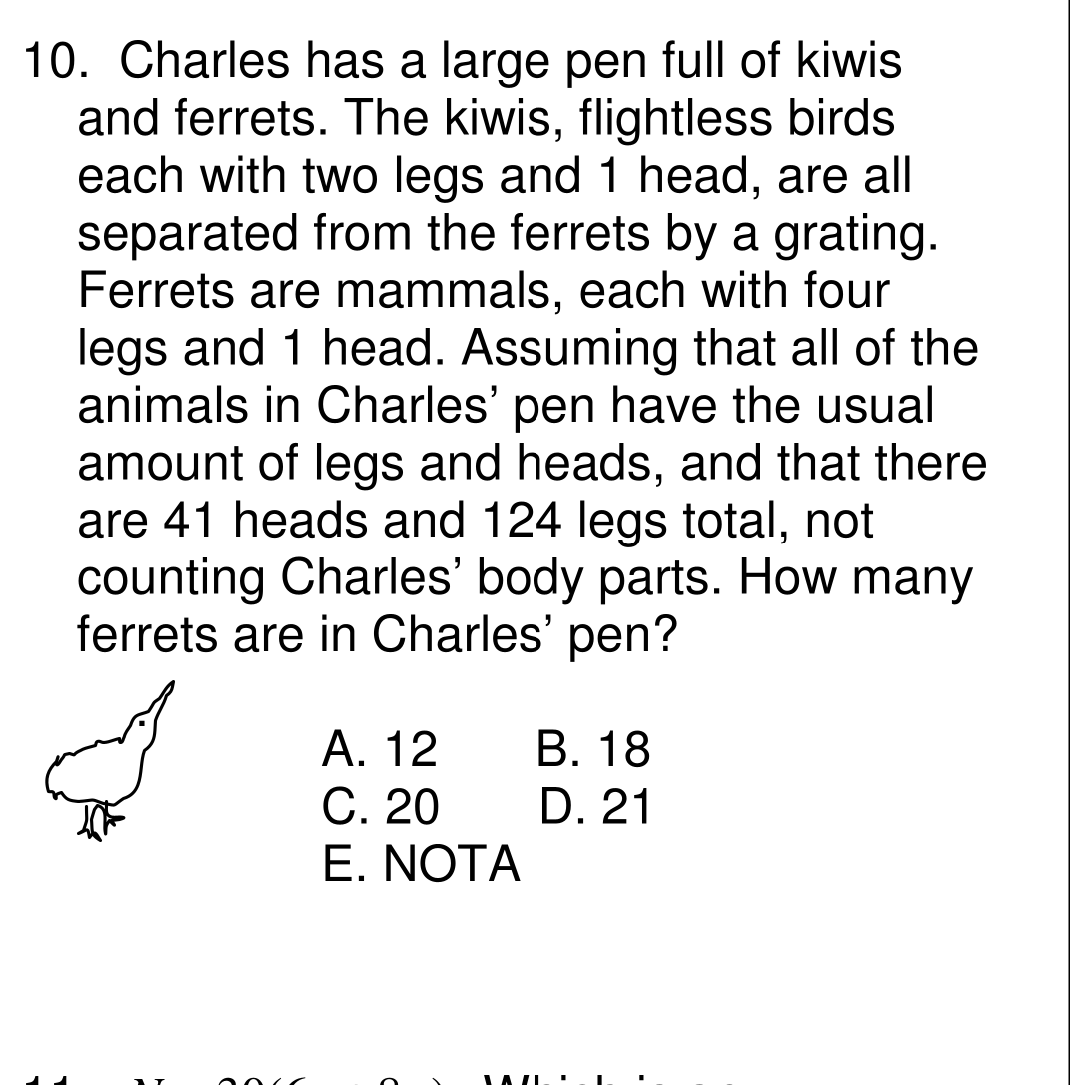 10. Charles has a large pen full of kiwis
and ferrets. The kiwis, flightless birds
each with two legs and 1 head, are all
separated from the ferrets by a grating.
Ferrets are mammals, each with four
legs and 1 head. Assuming that all of the
animals in Charles’ pen have the usual
amount of legs and heads, and that there
are 41 heads and 124 legs total, not
counting Charles’ body parts. How many
ferrets are in Charles’ pen?
A. 12 B. 18
C. 20 D. 21
E. NOTA